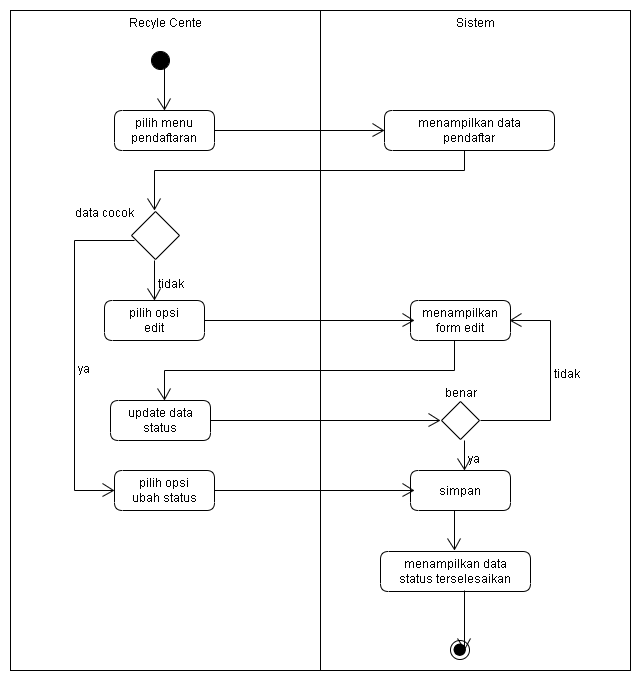 Recyle Cente
Sistem
pilih menu
pendaftaran
menampilkan data
pendaftar
data cocok
tidak
pilih opsi
edit
menampilkan
form edit
ya
tidak
benar
update data
status
ya
pilih opsi
ubah status
simpan
menampilkan data
status terselesaikan